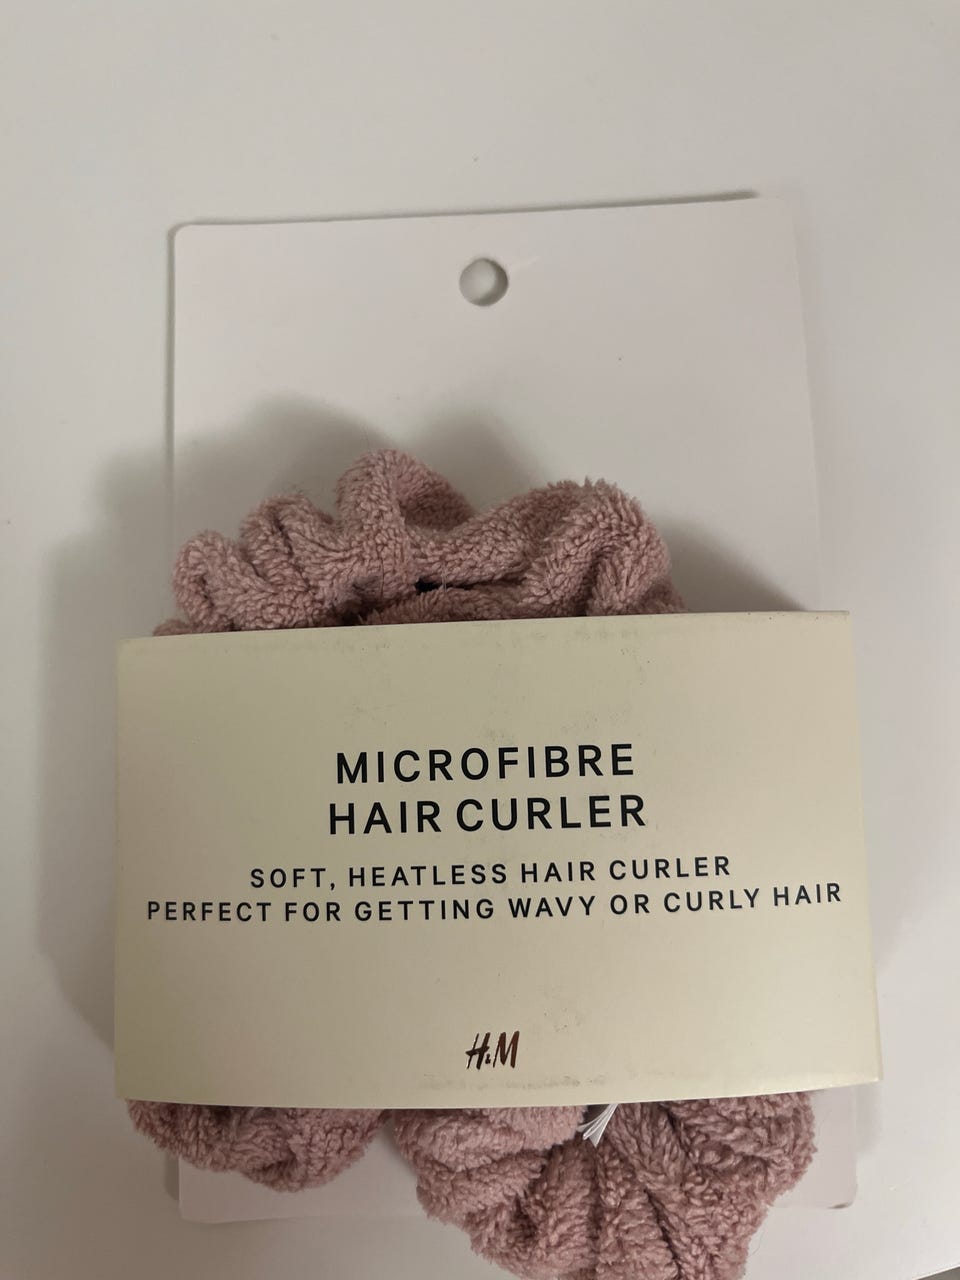 MICROFIBRE
HAIR CURLER
SOFT, HEATLESS HAIR CURLER
PERFECT FOR GETTING WAVY OR CURLY HAIR
H&M